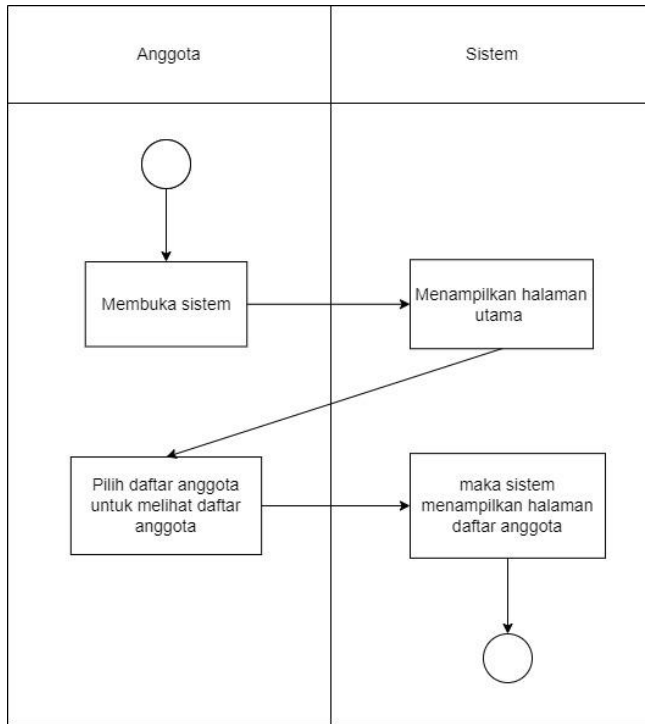 Anggota
Sistem
Membuka sistem
Menampilkan halaman
utama
Pilih daftar anggota
untuk melihat daftar
anggota
maka sistem
menampilkan halaman
daftar anggota